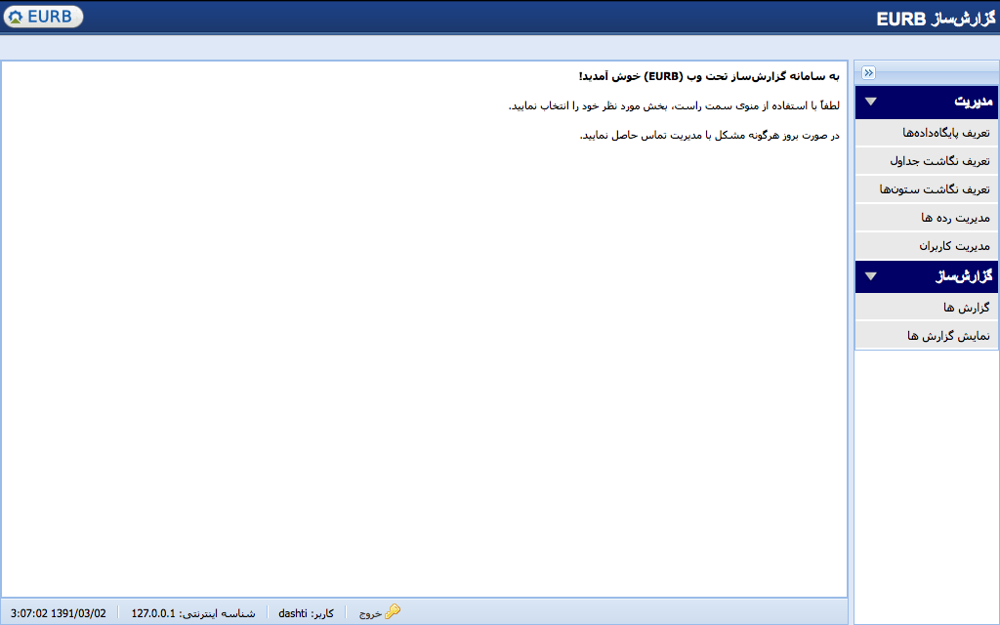 گزارش‌ساز EURB
EURB
به سامانه گزارش‌ساز تحت وب (EURB) خوش آمدید!
لطفاً با استفاده از منوی سمت راست، بخش مورد نظر خود را انتخاب نمایید.
در صورت بروز هرگونه مشکل با مدیریت تماس حاصل نمایید.
مدیریت
تعریف پایگاه‌داده‌ها
تعریف نگاشت جداول
تعریف نگاشت ستون‌ها
مدیریت رده ها
مدیریت کاربران
گزارش‌ساز
گزارش ها
نمایش گزارش ها
خروج
کاربر: dashti
شناسه اینترنتی: 127.0.0.1
3:07:02 1391/03/02